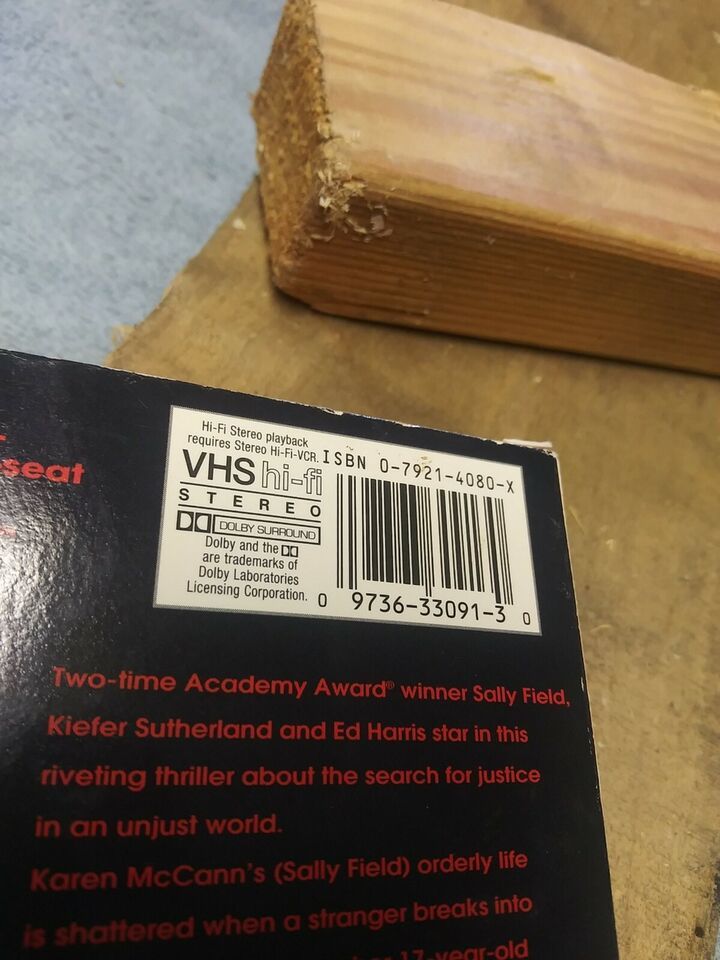 -seat
Hi-Fi Stereo playback
requires Stereo Hi-Fi-VCR.
VHS hi-fi
STEREO
DOLBY SURROUND
Dolby and the
are trademarks of
Dolby Laboratories
Licensing Corporation.
ISBN 0-7921-4080-X
0 9736-33091-3 0
Two-time Academy Award® winner Sally Field,
Kiefer Sutherland and Ed Harris star in this
riveting thriller about the search for justice
in an unjust world.
Karen McCann's (Sally Field) orderly life
is shattered when a stranger breaks into
17-year-old